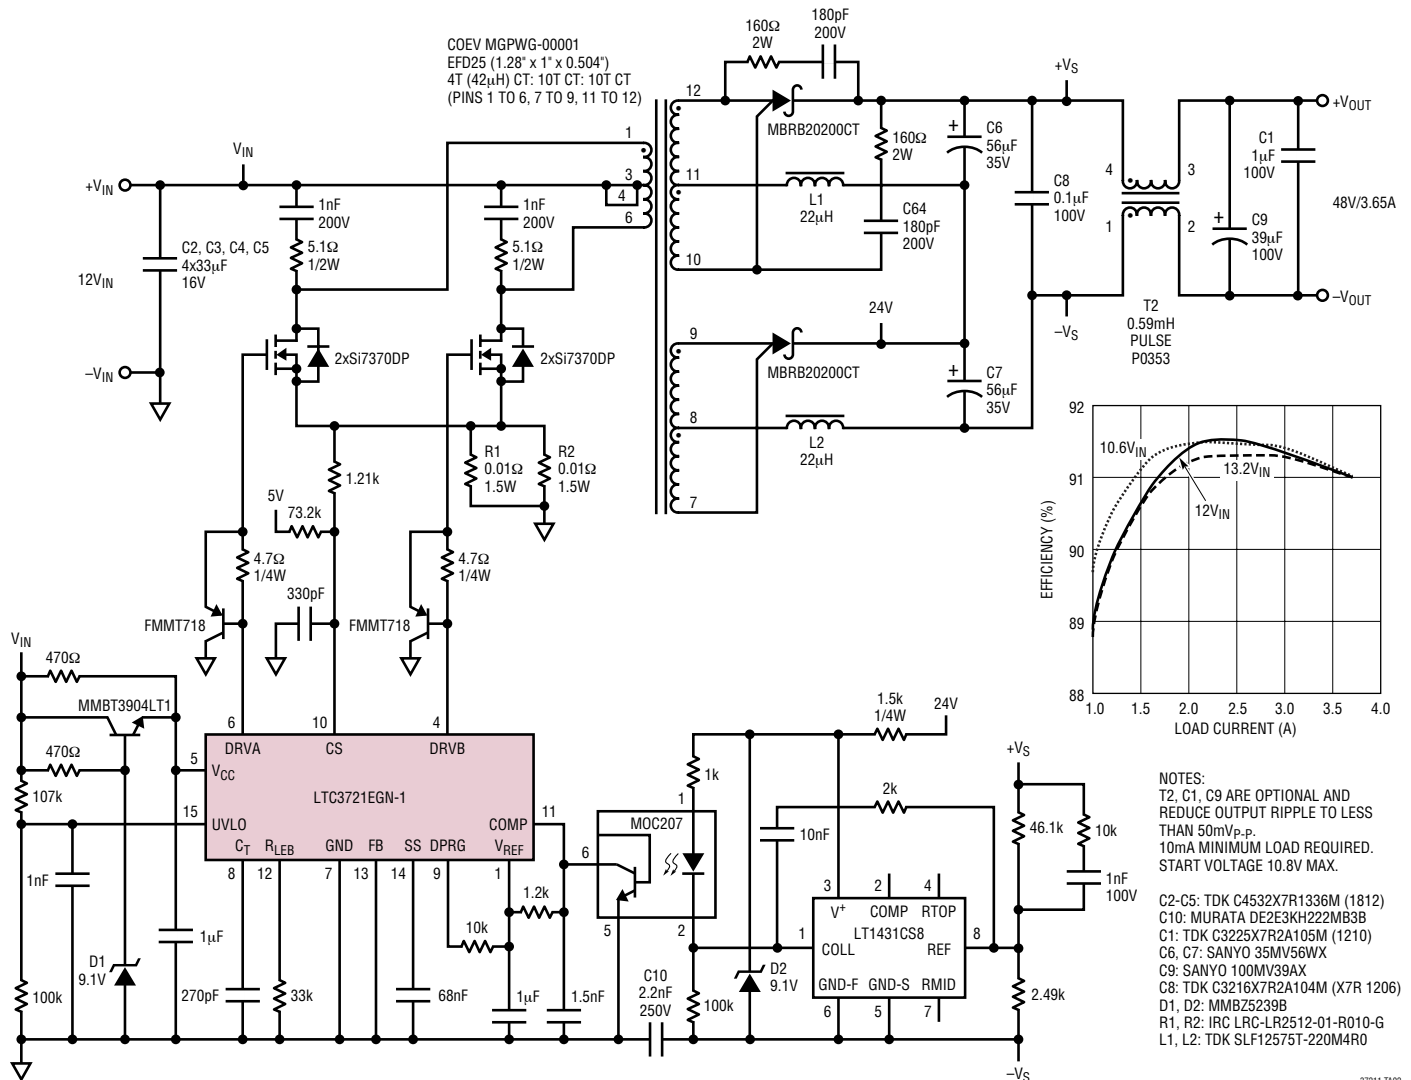 COEV MGPWG-00001
EFD25 (1.28" x 1" x 0.504")
4T (42µH) CT: 10T CT: 10T CT
(PINS 1 TO 6, 7 TO 9, 11 TO 12)
160Ω
2W
180pF
200V
12
MBRB20200CT
160Ω
2W
C6
+
56µF
35V
+VS
+VOUT
C1
1µF
100V
1
3
4
6
11
L1
22µH
C64
180pF
200V
10
C8
0.1µF
100V
4
3
1
2
+
C9
39µF
100V
48V/3.65A
–VOUT
–VS
T2
0.59mH
PULSE
P0353
VIN
+VIN
1nF
200V
5.1Ω
1/2W
1nF
200V
5.1Ω
1/2W
C2, C3, C4, C5
4x33µF
16V
12VIN
–VIN
2xSi7370DP
2xSi7370DP
9
24V
MBRB20200CT
+
C7
56µF
35V
8
L2
22µH
7
R1
0.01Ω
1.5W
R2
0.01Ω
1.5W
1.21k
5V
73.2k
4.7Ω
1/4W
4.7Ω
1/4W
330pF
FMMT718
FMMT718
92
91
90
89
88
EFFICIENCY (%)
10.6VIN
13.2VIN
12VIN
1.0 1.5 2.0 2.5 3.0 3.5 4.0
LOAD CURRENT (A)
VIN
470Ω
MMBT3904LT1
470Ω
107k
6
10
4
DRVA
CS
DRVB
5
VCC
LTC3721EGN-1
15
UVLO
COMP
11
CT
RLEB
GND
FB
SS
DPRG
VREF
8
12
7
13
14
9
1
1nF
1µF
D1
9.1V
100k
270pF
33k
68nF
10k
1.2k
1µF
1.5nF
1k
1
MOC207
6
5
2
C10
2.2nF
250V
100k
D2
9.1V
1.5k
1/4W
24V
2k
10nF
3
2
4
V+
COMP
RTOP
LT1431CS8
1
COLL
REF
8
GND-F
GND-S
RMID
6
5
7
+VS
46.1k
10k
1nF
100V
2.49k
–VS
NOTES:
T2, C1, C9 ARE OPTIONAL AND
REDUCE OUTPUT RIPPLE TO LESS
THAN 50mVP-P.
10mA MINIMUM LOAD REQUIRED.
START VOLTAGE 10.8V MAX.
C2-C5: TDK C4532X7R1336M (1812)
C10: MURATA DE2E3KH222MB3B
C1: TDK C3225X7R2A105M (1210)
C6, C7: SANYO 35MV56WX
C9: SANYO 100MV39AX
C8: TDK C3216X7R2A104M (X7R 1206)
D1, D2: MMBZ5239B
R1, R2: IRC LRC-LR2512-01-R010-G
L1, L2: TDK SLF12575T-220M4R0